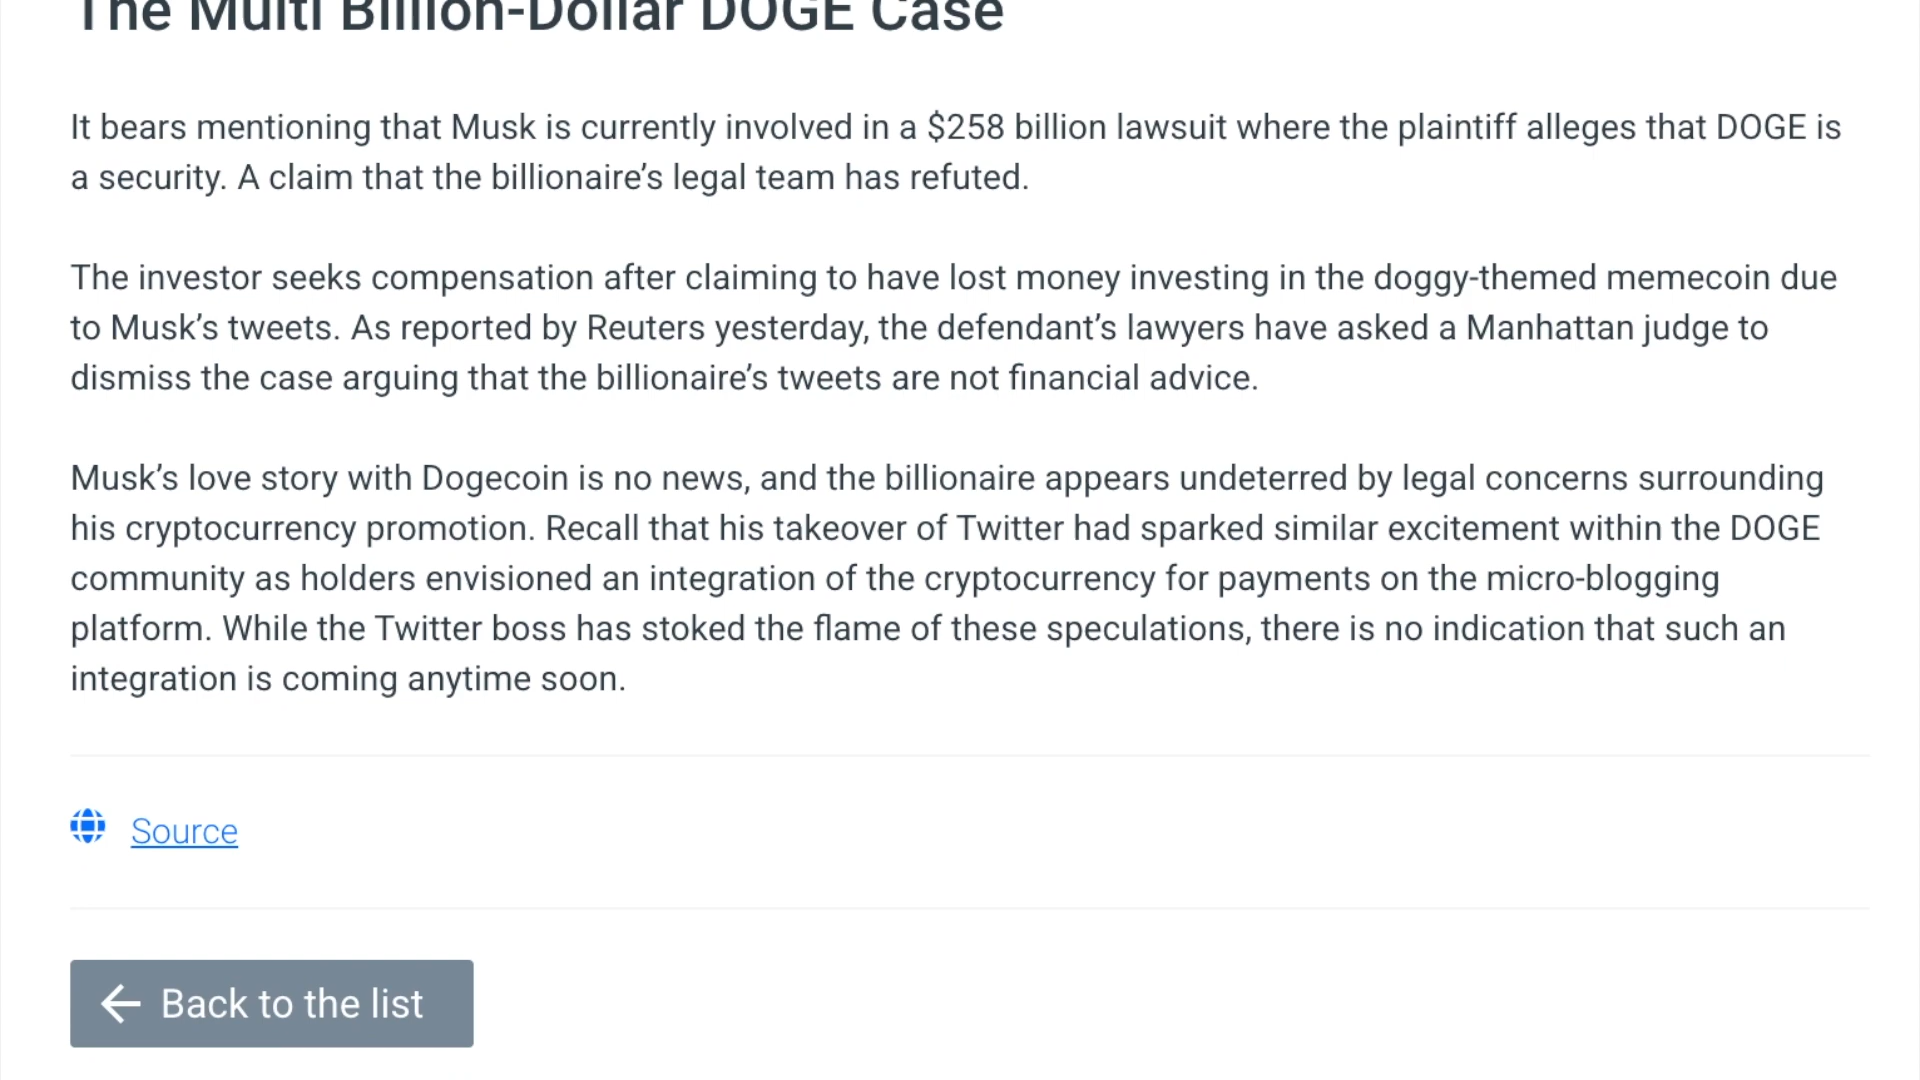 The Multi Billion-Dollar DOGE Case
It bears mentioning that Musk is currently involved in a $258 billion lawsuit where the plaintiff alleges that DOGE is
a security. A claim that the billionaire’s legal team has refuted.
The investor seeks compensation after claiming to have lost money investing in the doggy-themed memecoin due
to Musk’s tweets. As reported by Reuters yesterday, the defendant’s lawyers have asked a Manhattan judge to
dismiss the case arguing that the billionaire’s tweets are not financial advice.
Musk’s love story with Dogecoin is no news, and the billionaire appears undeterred by legal concerns surrounding
his cryptocurrency promotion. Recall that his takeover of Twitter had sparked similar excitement within the DOGE
community as holders envisioned an integration of the cryptocurrency for payments on the micro-blogging
platform. While the Twitter boss has stoked the flame of these speculations, there is no indication that such an
integration is coming anytime soon.
Source
Back to the list